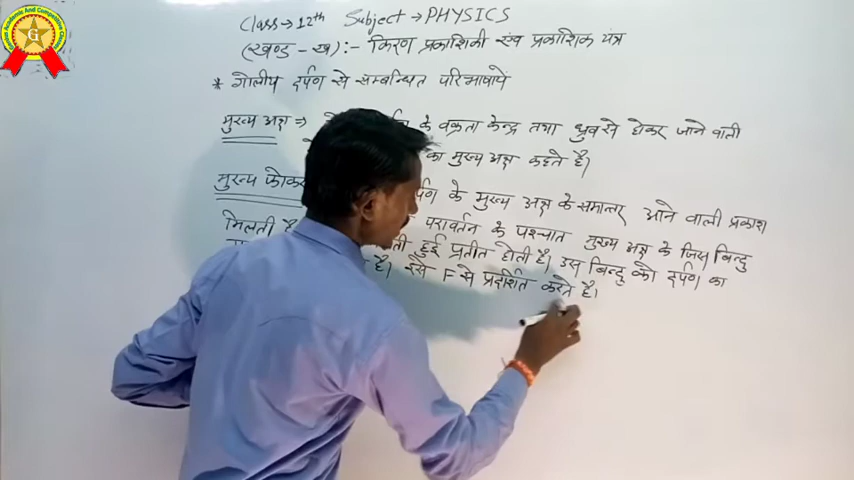 Class → 12th Subject → PHYSICS
(खण्ड - ख) :- किरण प्रकाशिकी एंव प्रकाशिक यंत्र
* गोलीय दर्पण से सम्बन्धित परिभाषायें
मुख्य अक्ष ⇒ के वक्रता केन्द्र तथा ध्रुव से होकर जाने वाली
का मुख्य अक्ष कहते है।
मुख्य फोकस के मुख्य अक्ष के समान्तर आने वाली प्रकाश
परावर्तन के पश्चात मुख्य अक्ष के जिस बिन्दु
मिलती है हुई प्रतीत होती है। उस बिन्दु को दर्पण का
है। इसे F से प्रदर्शित करते है।
G